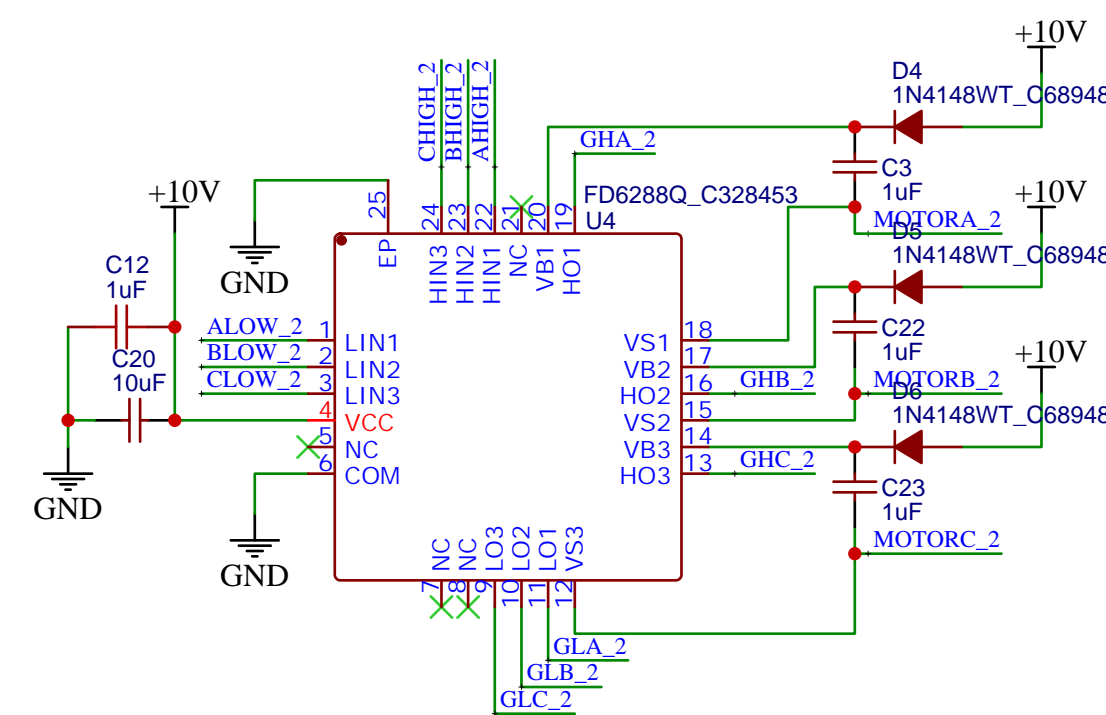 +10V
D4
1N4148WT_C68948
CHIGH_2
BHIGH_2
AHIGH_2
GHA_2
C3
1uF
+10V
25
24
23
22
21
20
19
FD6288Q_C328453
U4
+10V
MOTORA_2
D5
1N4148WT_C68948
EP
HIN3
HIN2
HIN1
NC
VB1
HO1
GND
C12
1uF
ALOW_2
1
LIN1
VS1
18
C22
1uF
BLOW_2
2
LIN2
VB2
17
+10V
C20
10uF
CLOW_2
3
LIN3
HO2
16
GHB_2
MOTORB_2
D6
1N4148WT_C68948
4
VCC
VS2
15
5
NC
VB3
14
6
COM
HO3
13
GHC_2
C23
1uF
GND
MOTORC_2
GND
NC
NC
LO3
LO2
LO1
VS3
7
8
9
10
11
12
GLA_2
GLB_2
GLC_2